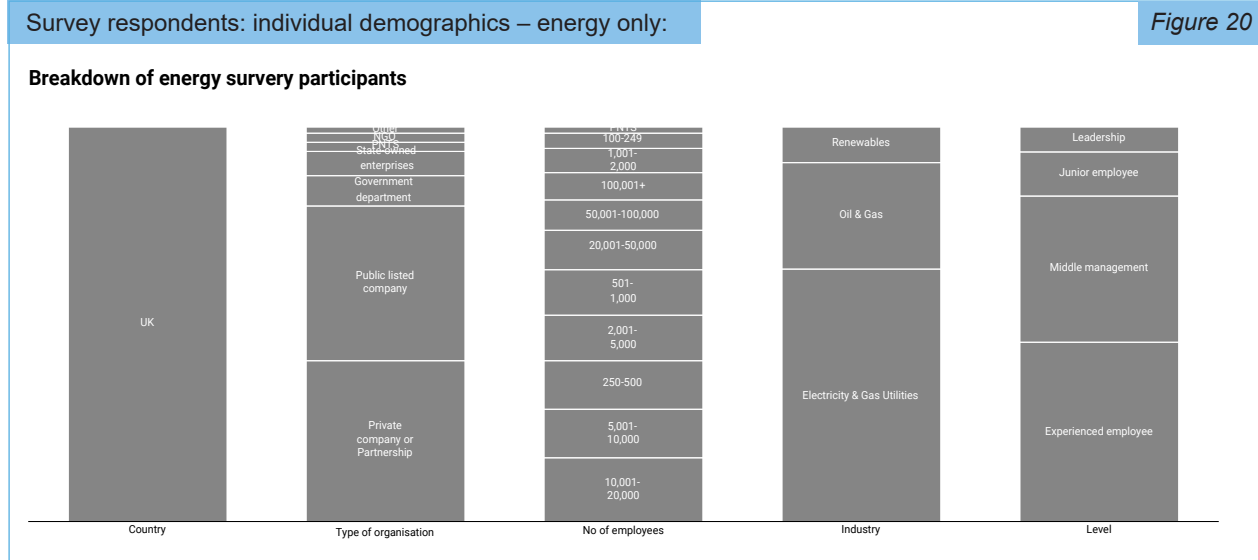 Survey respondents: individual demographics – energy only:
Figure 20
Breakdown of energy survery participants
UK
Other
NGO
PNTS
State owned
enterprises
Government
department
Public listed
company
Private
company or
Partnership
PNTS
100-249
1,001-
2,000
100,001+
50,001-100,000
20,001-50,000
501-
1,000
2,001-
5,000
250-500
5,001-
10,000
10,001-
20,000
Renewables
Oil & Gas
Electricity & Gas Utilities
Leadership
Junior employee
Middle management
Experienced employee
Country
Type of organisation
No of employees
Industry
Level